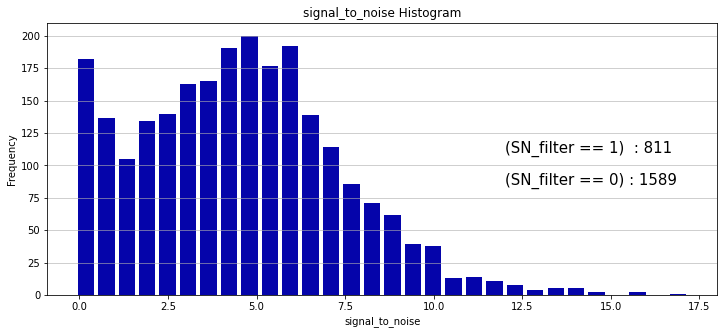 signal_to_noise Histogram
200
175
150
125
100
75
50
25
0
Frequency
(SN_filter == 1)  : 811
(SN_filter == 0) : 1589
0.0 2.5 5.0 7.5 10.0 12.5 15.0 17.5
signal_to_noise